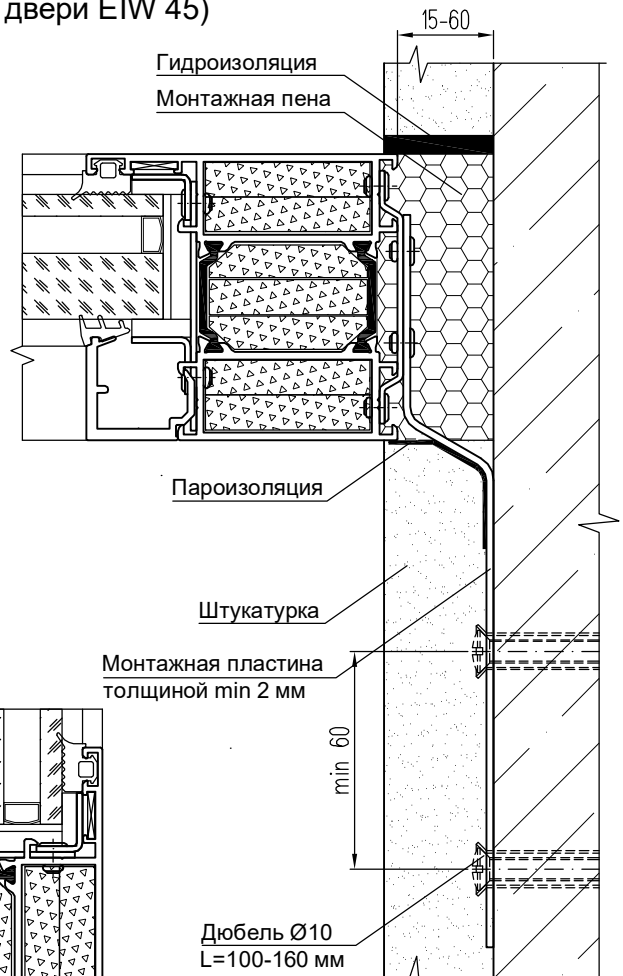 двери EIW 45)
15-60
Гидроизоляция
Монтажная пена
Пароизоляция
Штукатурка
Монтажная пластина
толщиной min 2 мм
min 60
Дюбель Ø10
L=100-160 мм